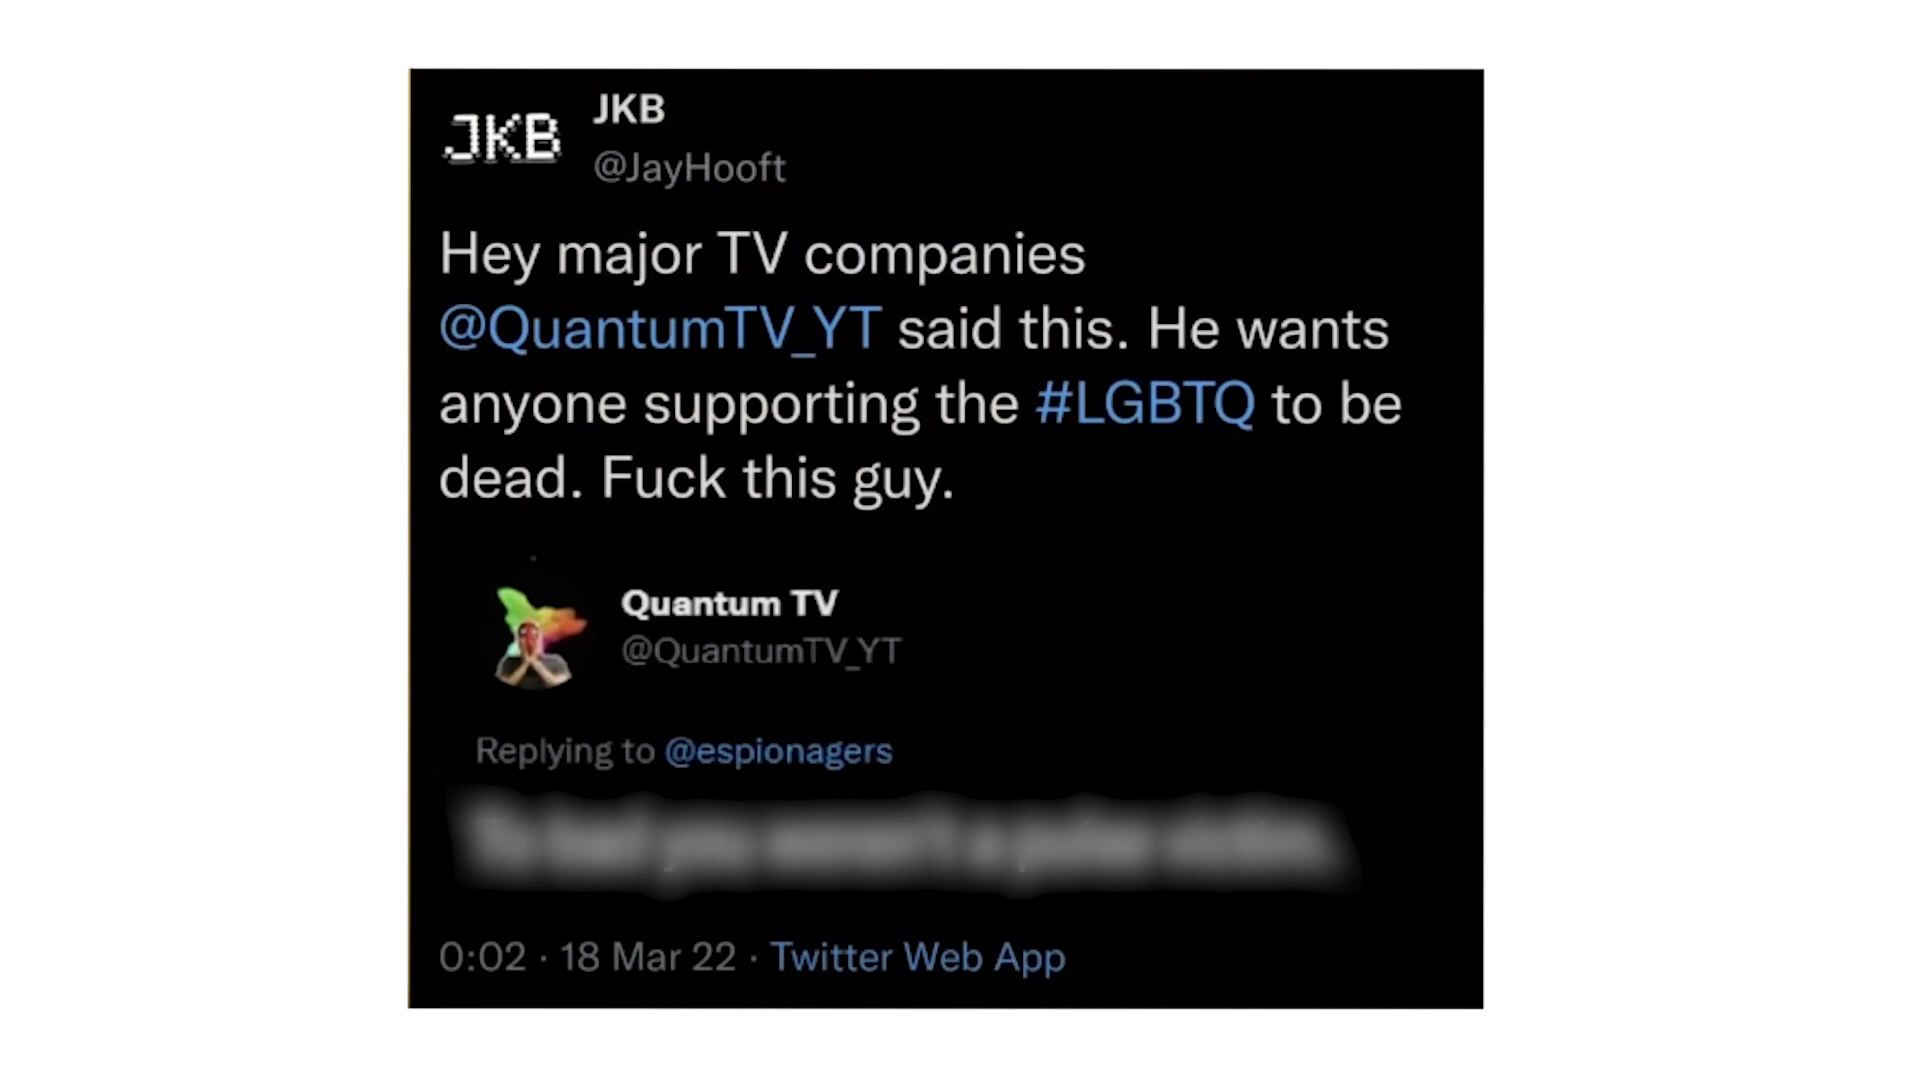 JKB
JKB
@JayHooft
Hey major TV companies
@QuantumTV_YT said this. He wants
anyone supporting the #LGBTQ to be
dead. Fuck this guy.
Quantum TV
@QuantumTV_YT
Replying to @espionagers
0:02 · 18 Mar 22 · Twitter Web App